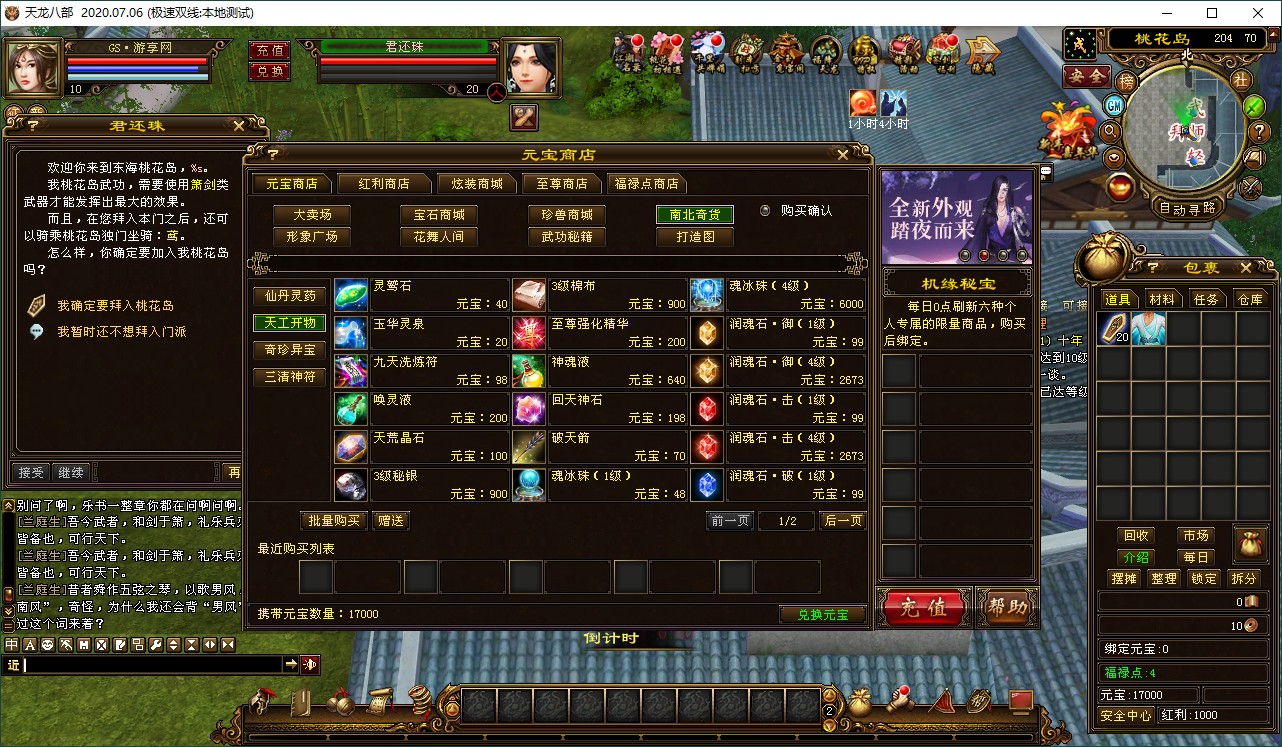 天龙八部 2020.07.06 (极速双线:本地测试)
GS·游享网
10
充值
兑换
君还珠
20
1小时
4小时
桃花岛 204 70
安全
北
榜
社
GM
拜师
自动寻路
君还珠
欢迎你来到东海桃花岛，%s。
我桃花岛武功，需要使用箫剑类
武器才能发挥出最大的效果。
而且，在您拜入本门之后，还可
以骑乘桃花岛独门坐骑：鸢。
怎么样，你确定要加入我桃花岛
吗？
我确定要拜入桃花岛
我暂时还不想拜入门派
接受
继续
再
元宝商店
元宝商店
红利商店
炫装商城
至尊商店
福禄点商店
大卖场
宝石商城
珍兽商城
南北奇货
购买确认
形象广场
花舞人间
武功秘籍
打造图
仙丹灵药
天工开物
奇珍异宝
三清神符
灵鹫石
元宝：40
3级棉布
元宝：900
魂冰珠（4级）
元宝：6000
玉华灵泉
元宝：20
至尊强化精华
元宝：200
润魂石·御（1级）
元宝：99
九天洗炼符
元宝：98
神魂液
元宝：640
润魂石·御（4级）
元宝：2673
唤灵液
元宝：200
回天神石
元宝：198
润魂石·击（1级）
元宝：99
天荒晶石
元宝：100
破天箭
元宝：70
润魂石·击（4级）
元宝：2673
3级秘银
元宝：900
魂冰珠（1级）
元宝：48
润魂石·破（1级）
元宝：99
批量购买
赠送
前一页
1/2
后一页
最近购买列表
携带元宝数量：17000
兑换元宝
全新外观
踏夜而来
机缘秘宝
每日0点刷新六种个
人专属的限量商品，购买
后绑定。
充值
帮助
包裹
道具
材料
任务
仓库
20
回收
市场
介绍
每日
摆摊
整理
锁定
拆分
0
10
绑定元宝:0
福禄点:4
元宝:17000
安全中心
红利:1000
别问了啊，乐书一整章你都在问啊问啊。
[兰庭生]吾今武者，和剑于箫，礼乐兵
皆备也，可行天下。
[兰庭生]吾今武者，和剑于箫，礼乐兵
皆备也，可行天下。
[兰庭生]昔者舜作五弦之琴，以歌男风
南风”，奇怪，为什么我还会背“男风”
过这个词来着？
近
倒计时
2